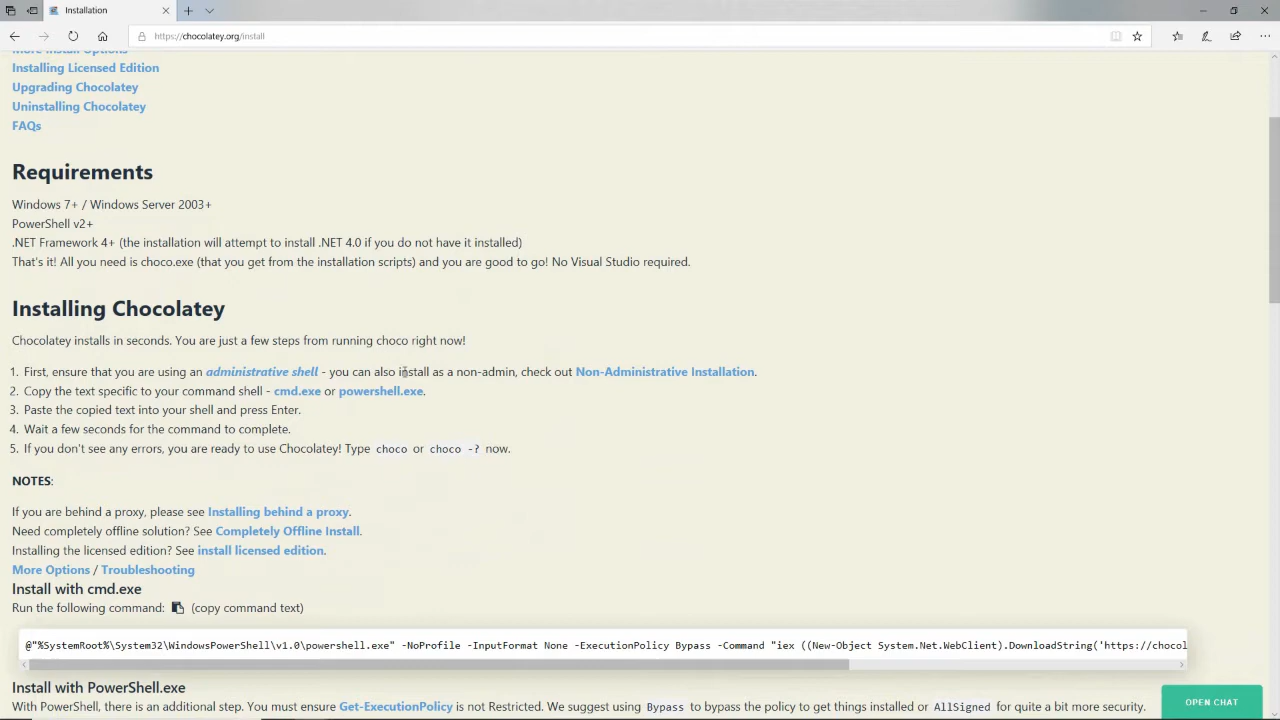 Installation
https://chocolatey.org/install
More Install Options
Installing Licensed Edition
Upgrading Chocolatey
Uninstalling Chocolatey
FAQs
Requirements
Windows 7+ / Windows Server 2003+
PowerShell v2+
.NET Framework 4+ (the installation will attempt to install .NET 4.0 if you do not have it installed)
That's it! All you need is choco.exe (that you get from the installation scripts) and you are good to go! No Visual Studio required.
Installing Chocolatey
Chocolatey installs in seconds. You are just a few steps from running choco right now!
1. First, ensure that you are using an administrative shell - you can also install as a non-admin, check out Non-Administrative Installation.
2. Copy the text specific to your command shell - cmd.exe or powershell.exe.
3. Paste the copied text into your shell and press Enter.
4. Wait a few seconds for the command to complete.
5. If you don't see any errors, you are ready to use Chocolatey! Type choco or choco -? now.
NOTES:
If you are behind a proxy, please see Installing behind a proxy.
Need completely offline solution? See Completely Offline Install.
Installing the licensed edition? See install licensed edition.
More Options / Troubleshooting
Install with cmd.exe
Run the following command: (copy command text)
@"%SystemRoot%\System32\WindowsPowerShell\v1.0\powershell.exe" -NoProfile -InputFormat None -ExecutionPolicy Bypass -Command "iex ((New-Object System.Net.WebClient).DownloadString('https://chocol
Install with PowerShell.exe
With PowerShell, there is an additional step. You must ensure Get-ExecutionPolicy is not Restricted. We suggest using Bypass to bypass the policy to get things installed or AllSigned for quite a bit more security.
OPEN CHAT